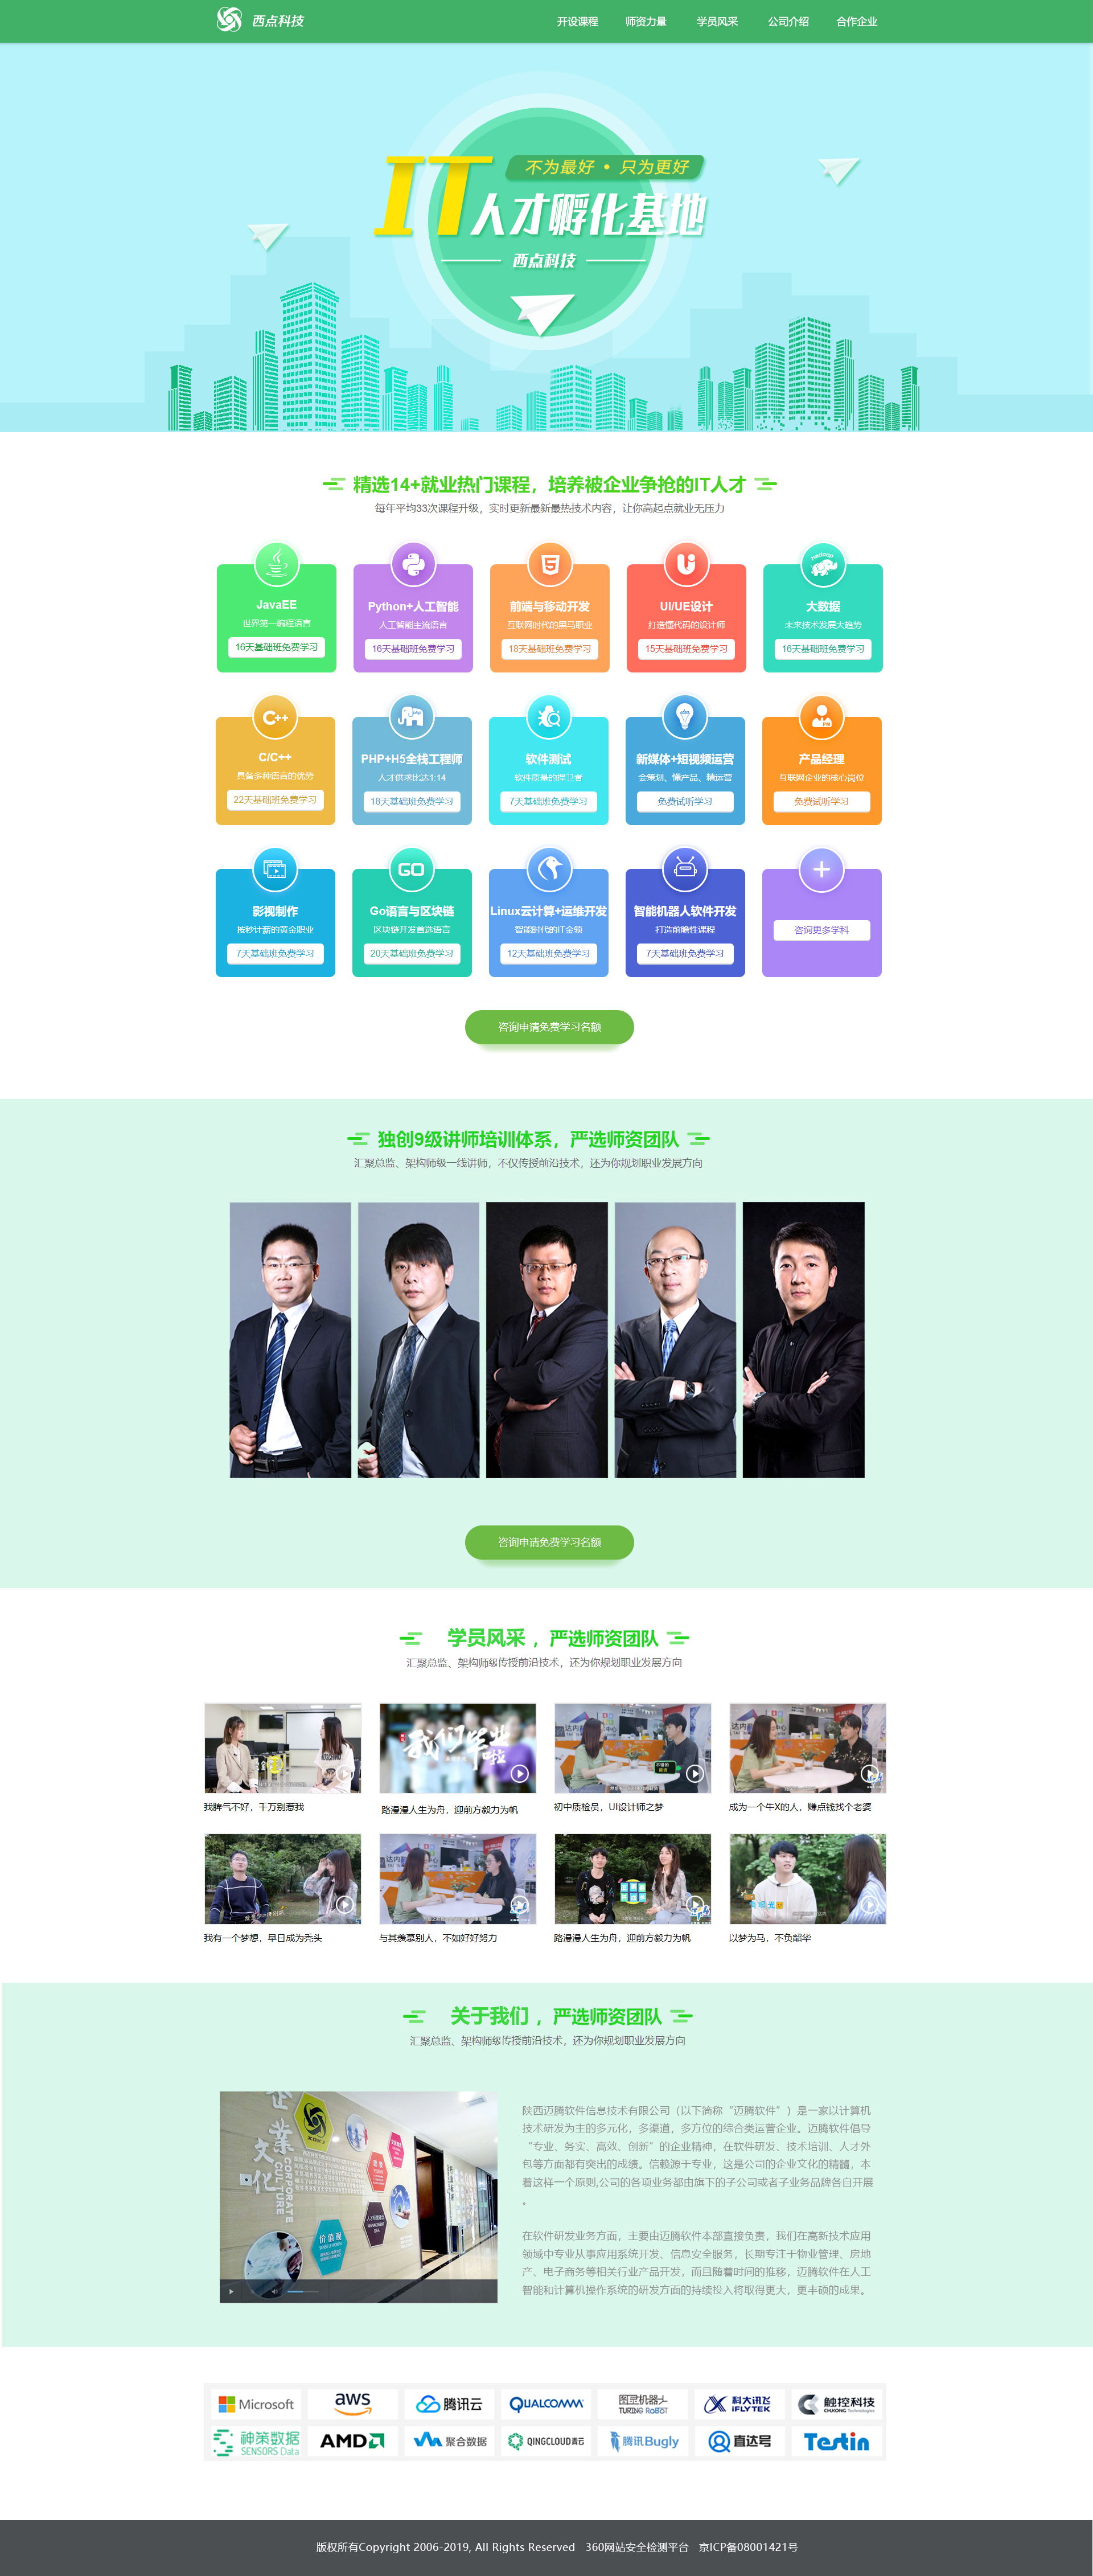 西点科技
开设课程 师资力量 学员风采 公司介绍 合作企业
不为最好 • 只为更好
IT人才孵化基地
西点科技
精选14+就业热门课程，培养被企业争抢的IT人才
每年平均33次课程升级，实时更新最新最热技术内容，让你高起点就业无压力
JavaEE
世界第一编程语言
16天基础班免费学习
Python+人工智能
人工智能主流语言
16天基础班免费学习
前端与移动开发
互联网时代的黑马职业
18天基础班免费学习
UI/UE设计
打造懂代码的设计师
15天基础班免费学习
hadoop
大数据
未来技术发展大趋势
16天基础班免费学习
C++
C/C++
具备多种语言的优势
22天基础班免费学习
php
PHP+H5全栈工程师
人才供求比达1:14
18天基础班免费学习
软件测试
软件质量的捍卫者
7天基础班免费学习
新媒体+短视频运营
会策划、懂产品、精运营
免费试听学习
PM
产品经理
互联网企业的核心岗位
免费试听学习
影视制作
按秒计薪的黄金职业
7天基础班免费学习
GO
Go语言与区块链
区块链开发首选语言
20天基础班免费学习
Linux云计算+运维开发
智能时代的IT金领
12天基础班免费学习
智能机器人软件开发
打造前瞻性课程
7天基础班免费学习
咨询更多学科
咨询申请免费学习名额
独创9级讲师培训体系，严选师资团队
汇聚总监、架构师级一线讲师，不仅传授前沿技术，还为你规划职业发展方向
咨询申请免费学习名额
学员风采 ，严选师资团队
汇聚总监、架构师级传授前沿技术，还为你规划职业发展方向
我们毕业啦
我脾气不好，千万别惹我
路漫漫人生为舟，迎前方毅力为帆
初中质检员，UI设计师之梦
成为一个牛X的人，赚点钱找个老婆
我有一个梦想，早日成为秃头
与其羡慕别人，不如好好努力
路漫漫人生为舟，迎前方毅力为帆
以梦为马，不负韶华
关于我们 ，严选师资团队
汇聚总监、架构师级传授前沿技术，还为你规划职业发展方向
企业文化
CORPORATE
CULTURE
价值观
陕西迈腾软件信息技术有限公司（以下简称“迈腾软件”）是一家以计算机
技术研发为主的多元化，多渠道，多方位的综合类运营企业。迈腾软件倡导
“专业、务实、高效、创新”的企业精神，在软件研发、技术培训、人才外
包等方面都有突出的成绩。信赖源于专业，这是公司的企业文化的精髓，本
着这样一个原则,公司的各项业务都由旗下的子公司或者子业务品牌各自开展
。
在软件研发业务方面，主要由迈腾软件本部直接负责，我们在高新技术应用
领域中专业从事应用系统开发、信息安全服务，长期专注于物业管理、房地
产、电子商务等相关行业产品开发，而且随着时间的推移，迈腾软件在人工
智能和计算机操作系统的研发方面的持续投入将取得更大，更丰硕的成果。
Microsoft
aws
腾讯云
QUALCOMM
图灵机器人
TURING ROBOT
科大讯飞
iFLYTEK
触控科技
CHUKONG Technologies
神策数据
SENSORS Data
AMD
聚合数据
QINGCLOUD青云
腾讯Bugly
直达号
Testin
版权所有Copyright 2006-2019, All Rights Reserved 360网站安全检测平台 京ICP备08001421号